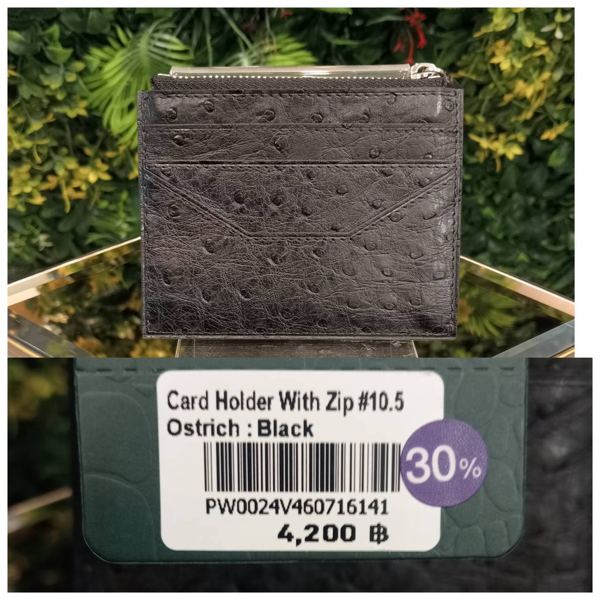 Card Holder With Zip #10.5
Ostrich : Black
30%
PW0024V460716141
4,200 ฿